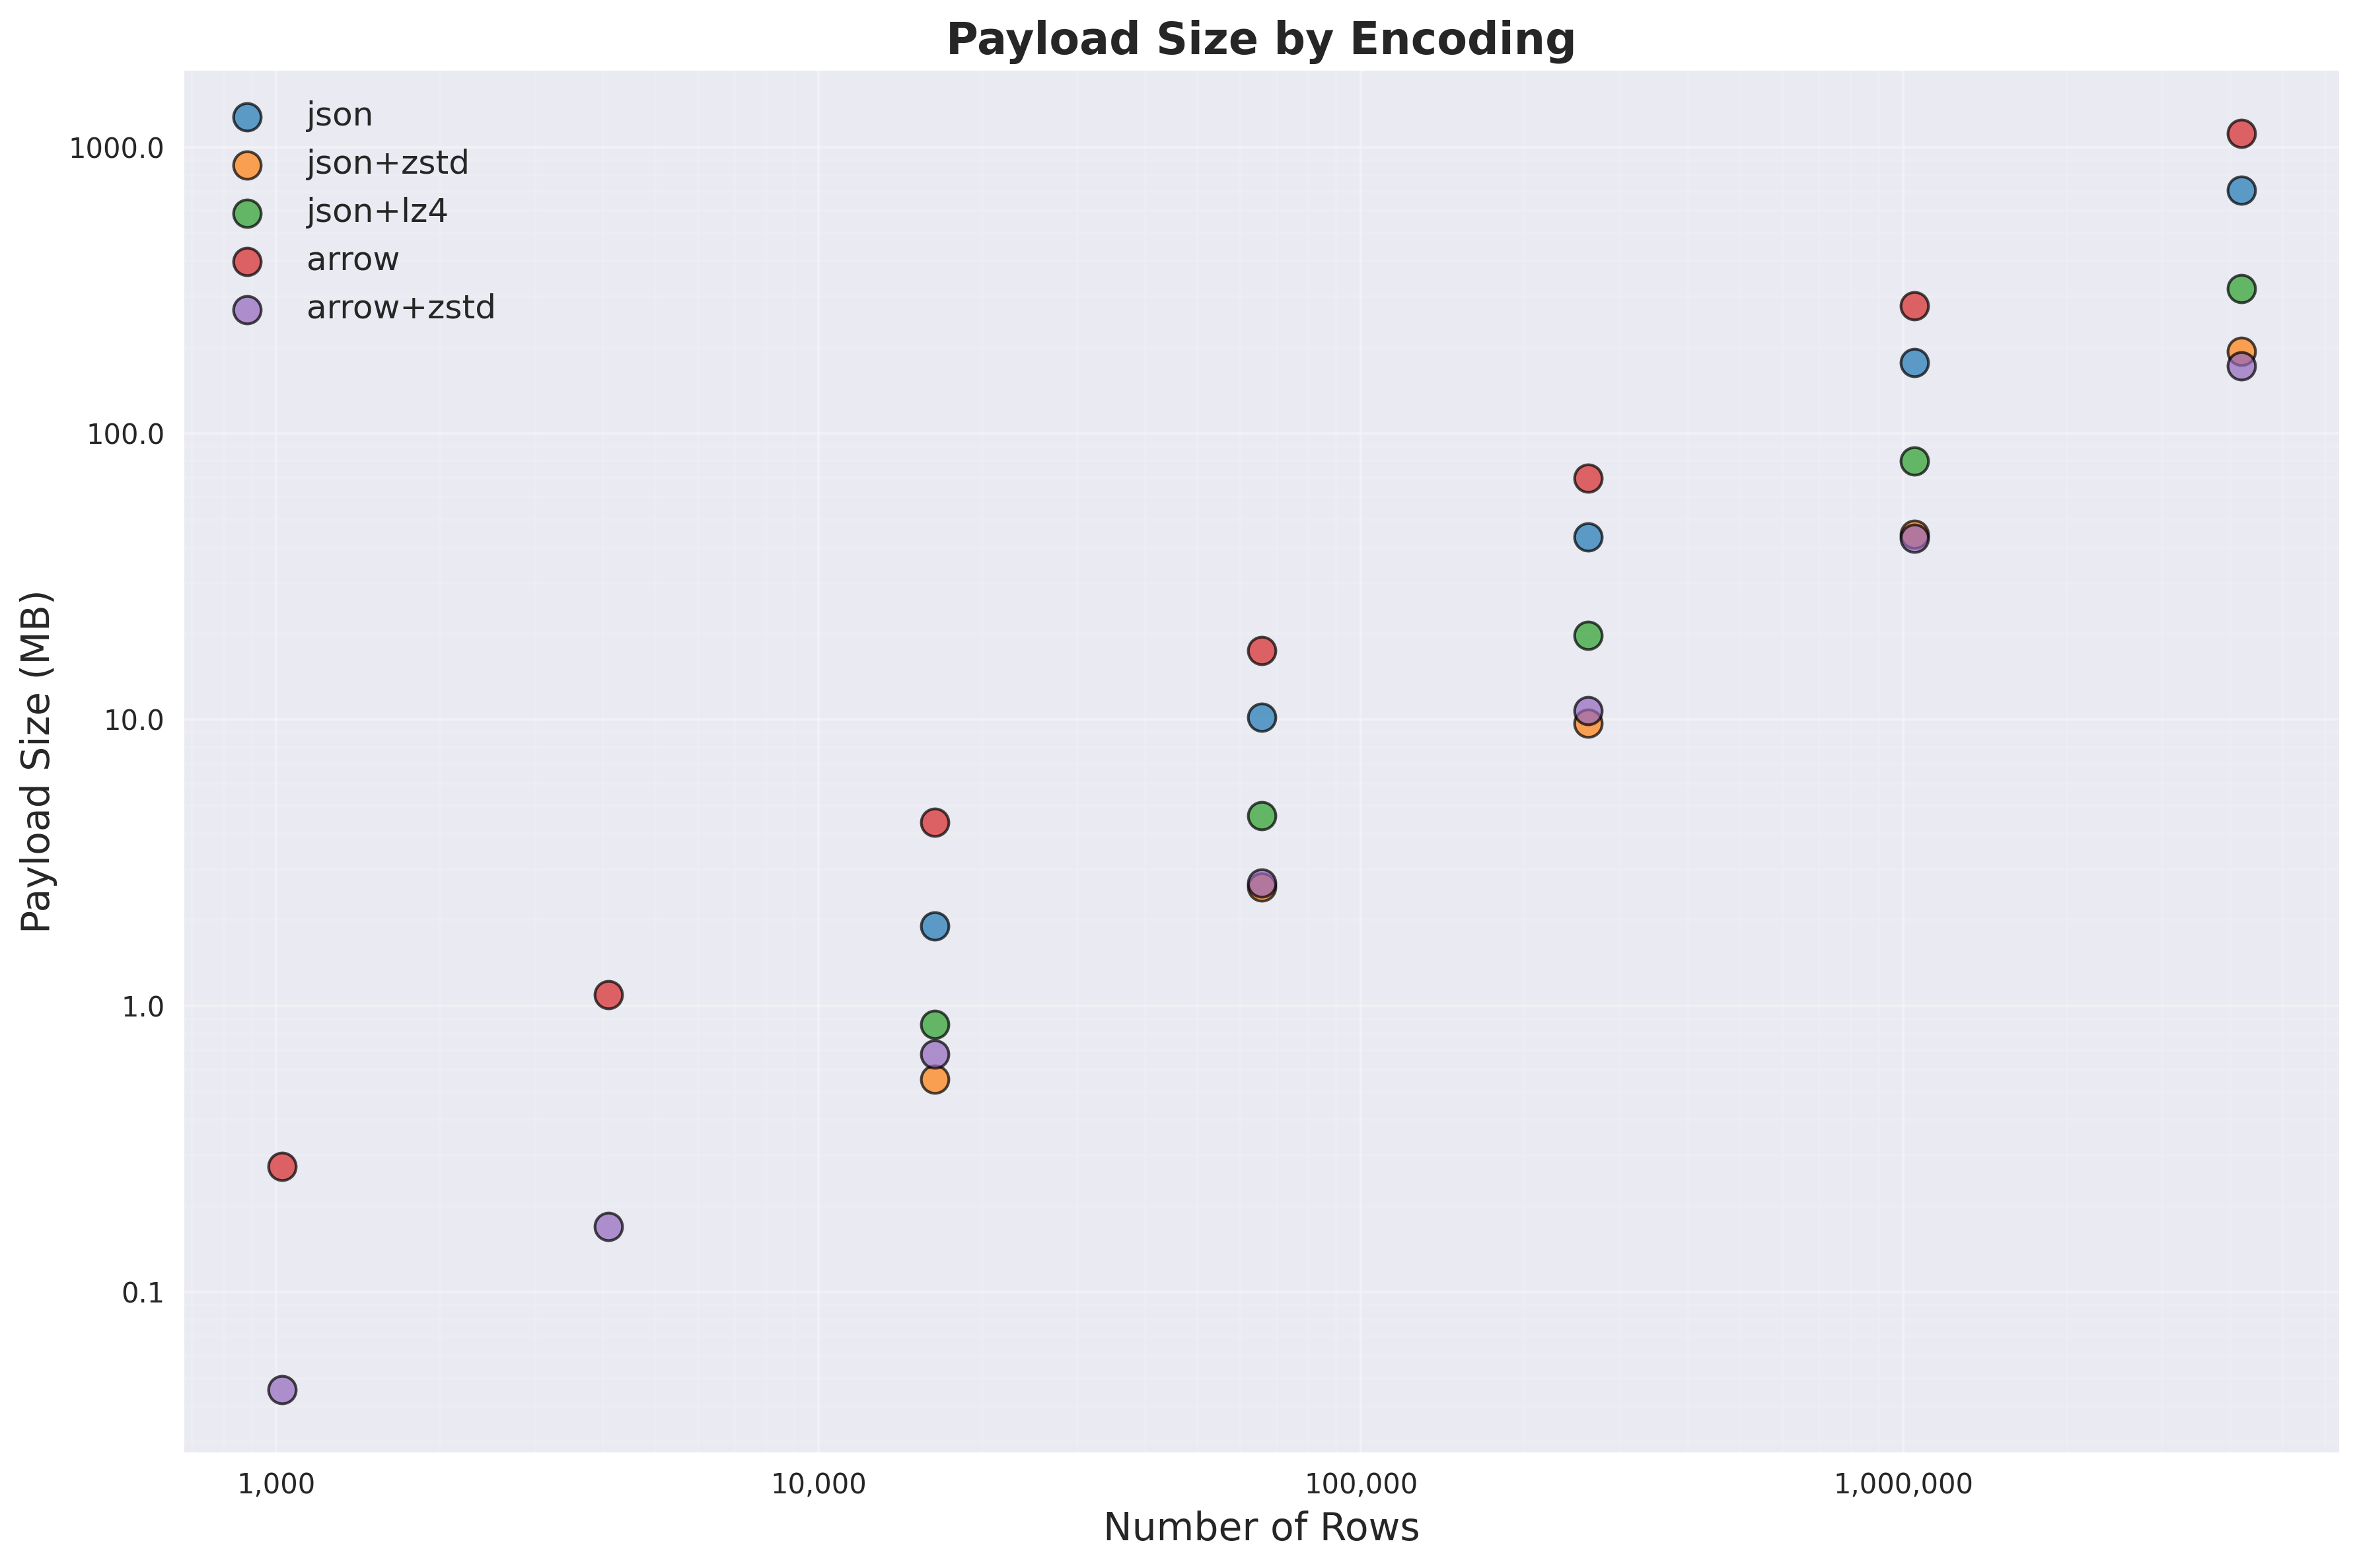 Payload Size by Encoding
json
json+zstd
json+lz4
arrow
arrow+zstd
Payload Size (MB)
1000.0
100.0
10.0
1.0
0.1
1,000
10,000
100,000
1,000,000
Number of Rows